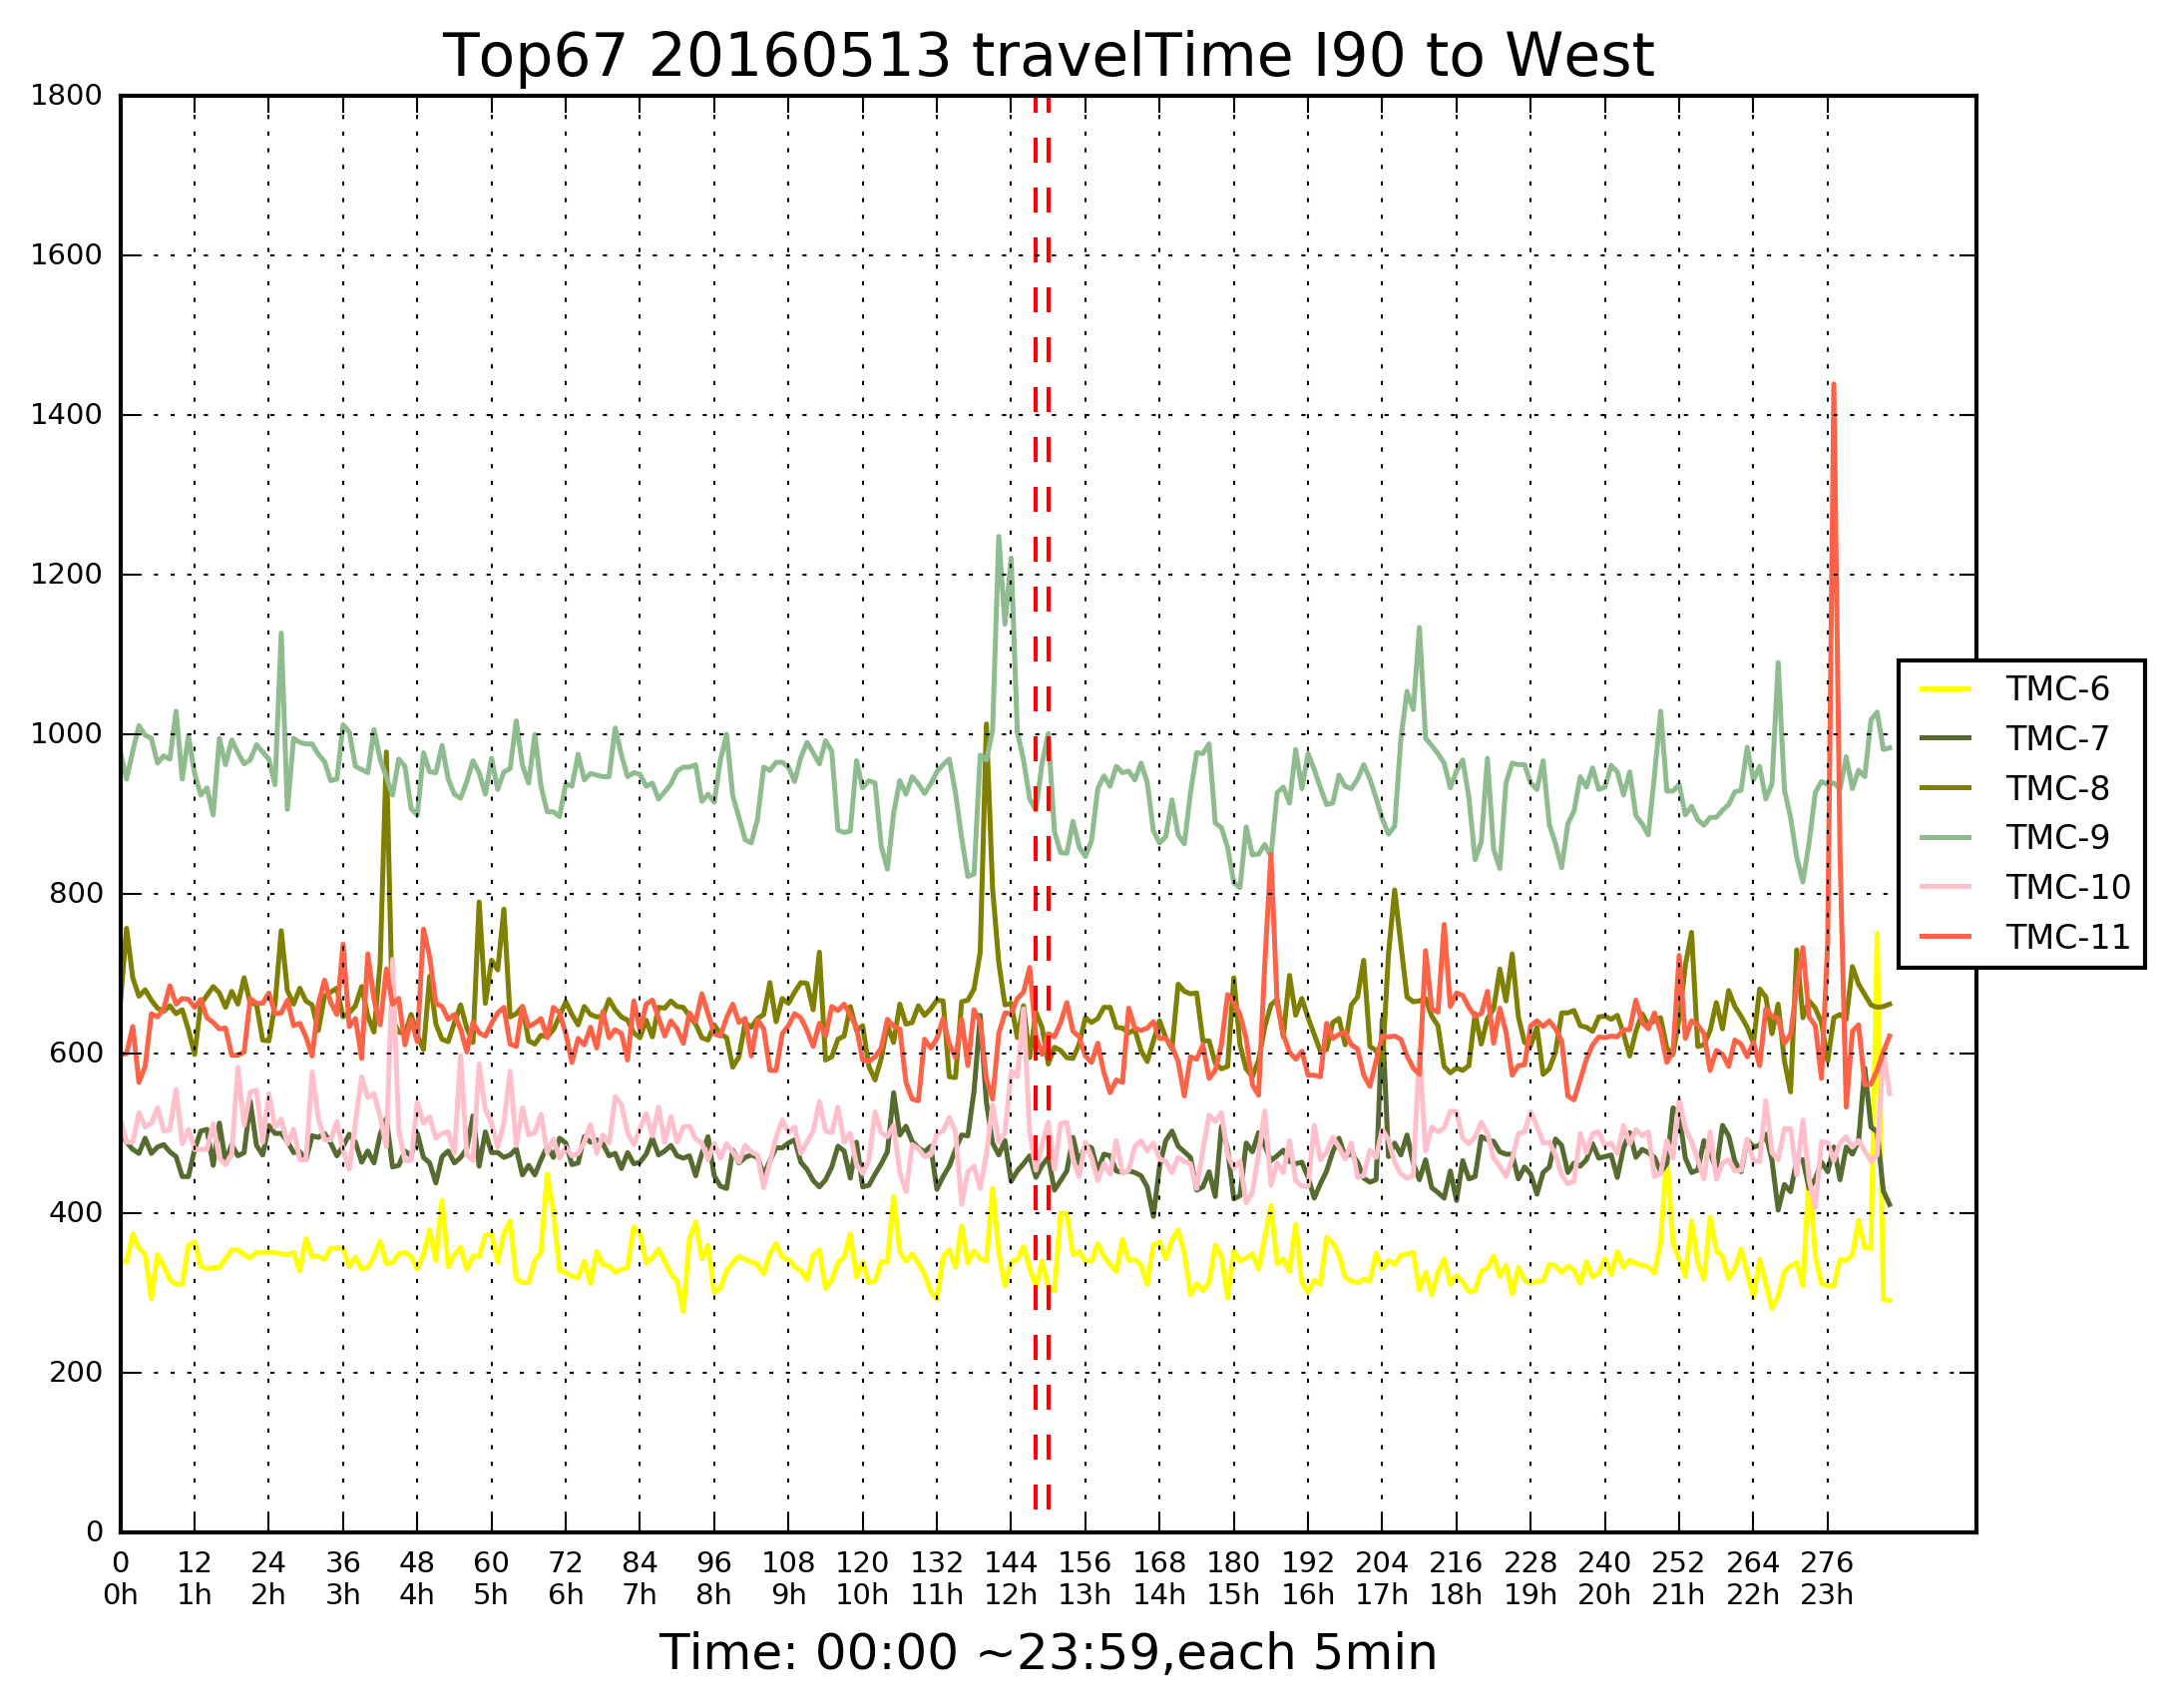 Top67 20160513 travelTime I90 to West
1800
1600
1400
1200
1000
800
600
400
200
0
TMC-6
TMC-7
TMC-8
TMC-9
TMC-10
TMC-11
0 12 24 36 48 60 72 84 96 108 120 132 144 156 168 180 192 204 216 228 240 252 264 276
0h 1h 2h 3h 4h 5h 6h 7h 8h 9h 10h 11h 12h 13h 14h 15h 16h 17h 18h 19h 20h 21h 22h 23h
Time: 00:00 ~23:59,each 5min